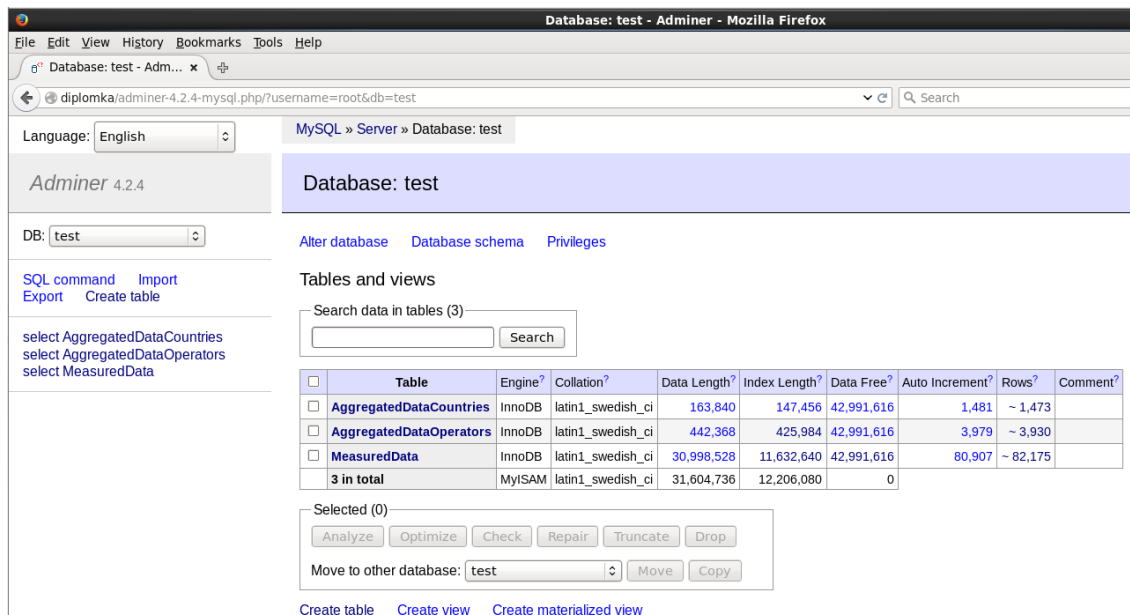 Database: test - Adminer - Mozilla Firefox
File Edit View History Bookmarks Tools Help
Database: test - Adm...
diplomka/adminer-4.2.4-mysql.php/?username=root&db=test
Search
Language: English
Adminer 4.2.4
DB: test
SQL command Import
Export Create table
select AggregatedDataCountries
select AggregatedDataOperators
select MeasuredData
MySQL » Server » Database: test
Database: test
Alter database Database schema Privileges
Tables and views
Search data in tables (3)
Search
Table Engine? Collation? Data Length? Index Length? Data Free? Auto Increment? Rows? Comment?
AggregatedDataCountries InnoDB latin1_swedish_ci 163,840 147,456 42,991,616 1,481 ~ 1,473
AggregatedDataOperators InnoDB latin1_swedish_ci 442,368 425,984 42,991,616 3,979 ~ 3,930
MeasuredData InnoDB latin1_swedish_ci 30,998,528 11,632,640 42,991,616 80,907 ~ 82,175
3 in total MyISAM latin1_swedish_ci 31,604,736 12,206,080 0
Selected (0)
Analyze Optimize Check Repair Truncate Drop
Move to other database: test Move Copy
Create table Create view Create materialized view